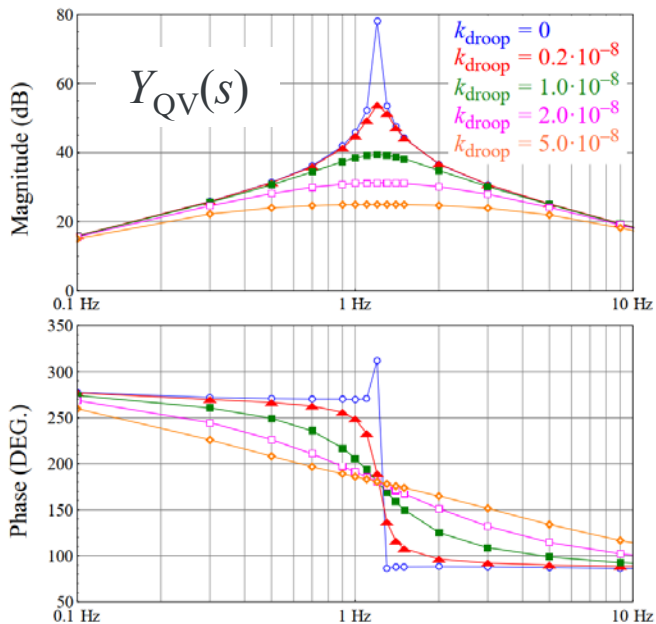 80
60
40
20
0
Magnitude (dB)
Y_QV(s)
k_droop = 0
k_droop = 0.2·10^-8
k_droop = 1.0·10^-8
k_droop = 2.0·10^-8
k_droop = 5.0·10^-8
0.1 Hz 1 Hz 10 Hz
350
300
250
200
150
100
50
Phase (DEG.)
0.1 Hz 1 Hz 10 Hz